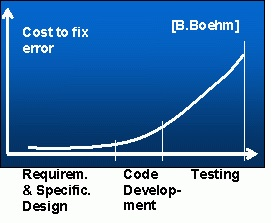 Cost to fix
error
[B.Boehm]
Requirem.
& Specific.
Design
Code
Develop-
ment
Testing